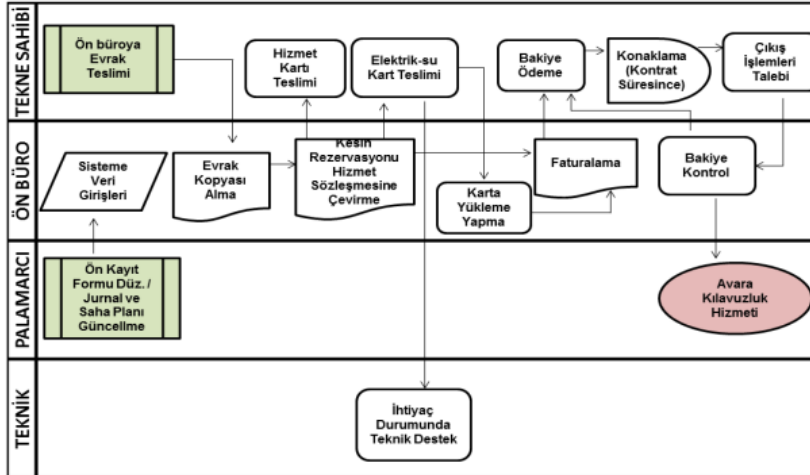 TEKNE SAHİBİ
Ön büroya
Evrak
Teslimi
Hizmet
Kartı
Teslimi
Elektrik-su
Kart Teslimi
Bakiye
Ödeme
Konaklama
(Kontrat
Süresince)
Çıkış
İşlemleri
Talebi
ÖN BÜRO
Sisteme
Veri
Girişleri
Evrak
Kopyası
Alma
Kesin
Rezervasyonu
Hizmet
Sözleşmesine
Çevirme
Karta
Yükleme
Yapma
Faturalama
Bakiye
Kontrol
PALAMARCI
Ön Kayıt
Formu Düz. /
Jurnal ve
Saha Planı
Güncellme
Avara
Kılavuzluk
Hizmeti
TEKNİK
İhtiyaç
Durumunda
Teknik Destek